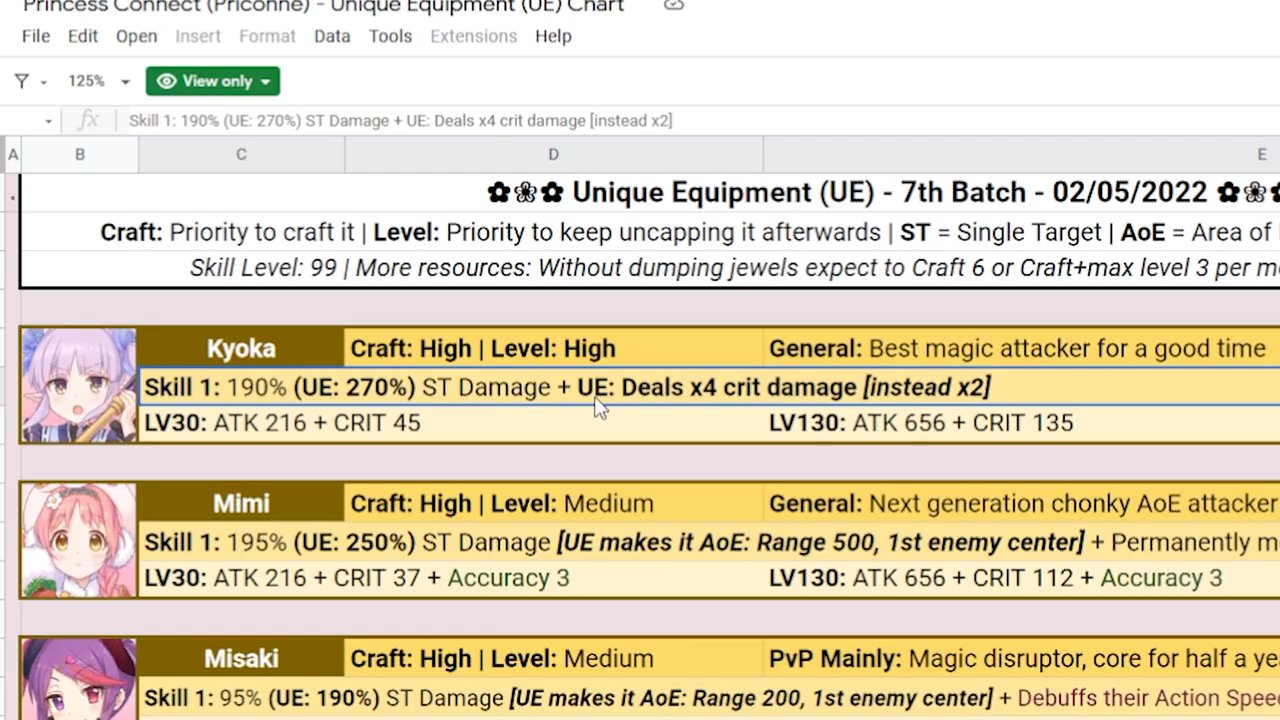 Princess Connect (Priconne) - Unique Equipment (UE) Chart
File Edit Open Insert Format Data Tools Extensions Help
125% View only
fx Skill 1: 190% (UE: 270%) ST Damage + UE: Deals x4 crit damage [instead x2]
A B C D E
✿❀✿ Unique Equipment (UE) - 7th Batch - 02/05/2022 ✿❀✿
Craft: Priority to craft it | Level: Priority to keep uncapping it afterwards | ST = Single Target | AoE = Area of
Skill Level: 99 | More resources: Without dumping jewels expect to Craft 6 or Craft+max level 3 per m
Kyoka Craft: High | Level: High General: Best magic attacker for a good time
Skill 1: 190% (UE: 270%) ST Damage + UE: Deals x4 crit damage [instead x2]
LV30: ATK 216 + CRIT 45 LV130: ATK 656 + CRIT 135
Mimi Craft: High | Level: Medium General: Next generation chonky AoE attacker
Skill 1: 195% (UE: 250%) ST Damage [UE makes it AoE: Range 500, 1st enemy center] + Permanently m
LV30: ATK 216 + CRIT 37 + Accuracy 3 LV130: ATK 656 + CRIT 112 + Accuracy 3
Misaki Craft: High | Level: Medium PvP Mainly: Magic disruptor, core for half a ye
Skill 1: 95% (UE: 190%) ST Damage [UE makes it AoE: Range 200, 1st enemy center] + Debuffs their Action Spee